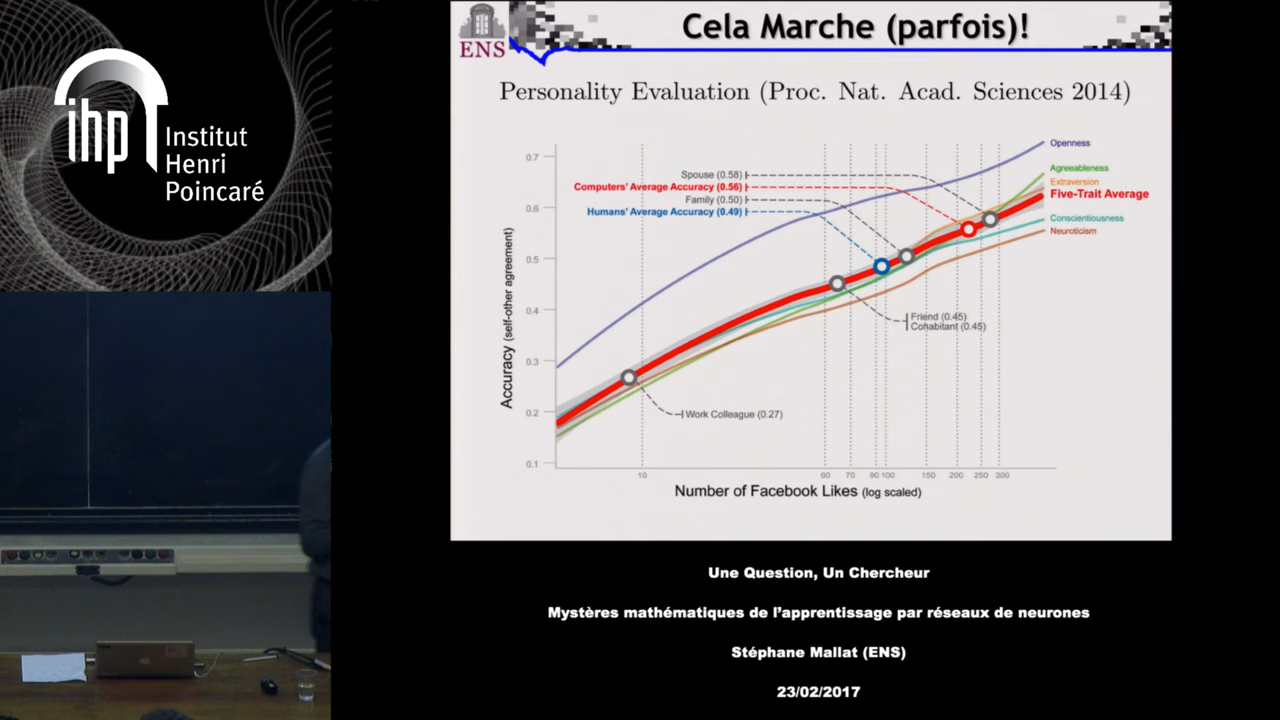 ihp
Institut
Henri
Poincaré
ENS
Cela Marche (parfois)!
Personality Evaluation (Proc. Nat. Acad. Sciences 2014)
Accuracy (self-other agreement)
0.7
0.6
0.5
0.4
0.3
0.2
0.1
Spouse (0.58)
Computers' Average Accuracy (0.56)
Family (0.50)
Humans' Average Accuracy (0.49)
Openness
Agreeableness
Extraversion
Five-Trait Average
Conscientiousness
Neuroticism
Friend (0.45)
Cohabitant (0.45)
Work Colleague (0.27)
10 60 70 90 100 150 200 250 300
Number of Facebook Likes (log scaled)
Une Question, Un Chercheur
Mystères mathématiques de l'apprentissage par réseaux de neurones
Stéphane Mallat (ENS)
23/02/2017